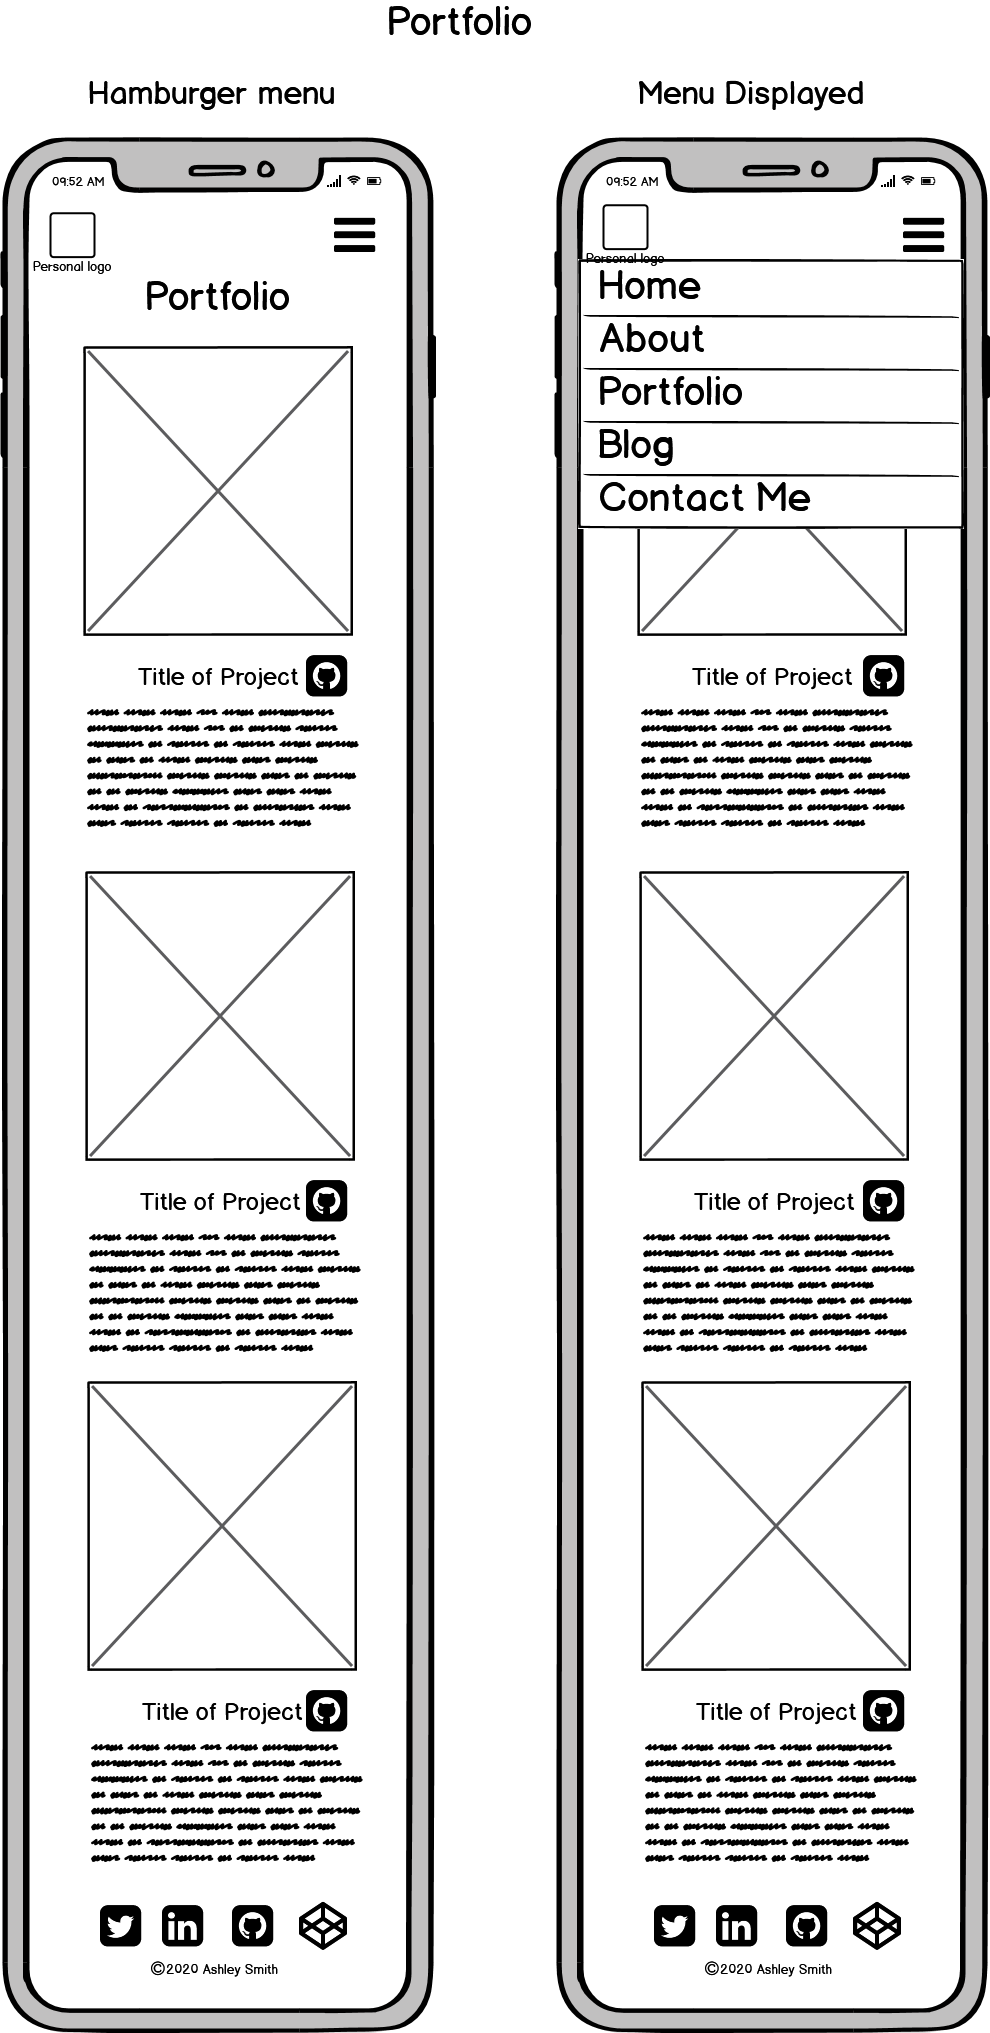 Portfolio
Hamburger menu
Menu Displayed
09:52 AM
Personal logo
Portfolio
Title of Project
Title of Project
Title of Project
©2020 Ashley Smith
09:52 AM
Personal logo
Home
About
Portfolio
Blog
Contact Me
Title of Project
Title of Project
Title of Project
©2020 Ashley Smith